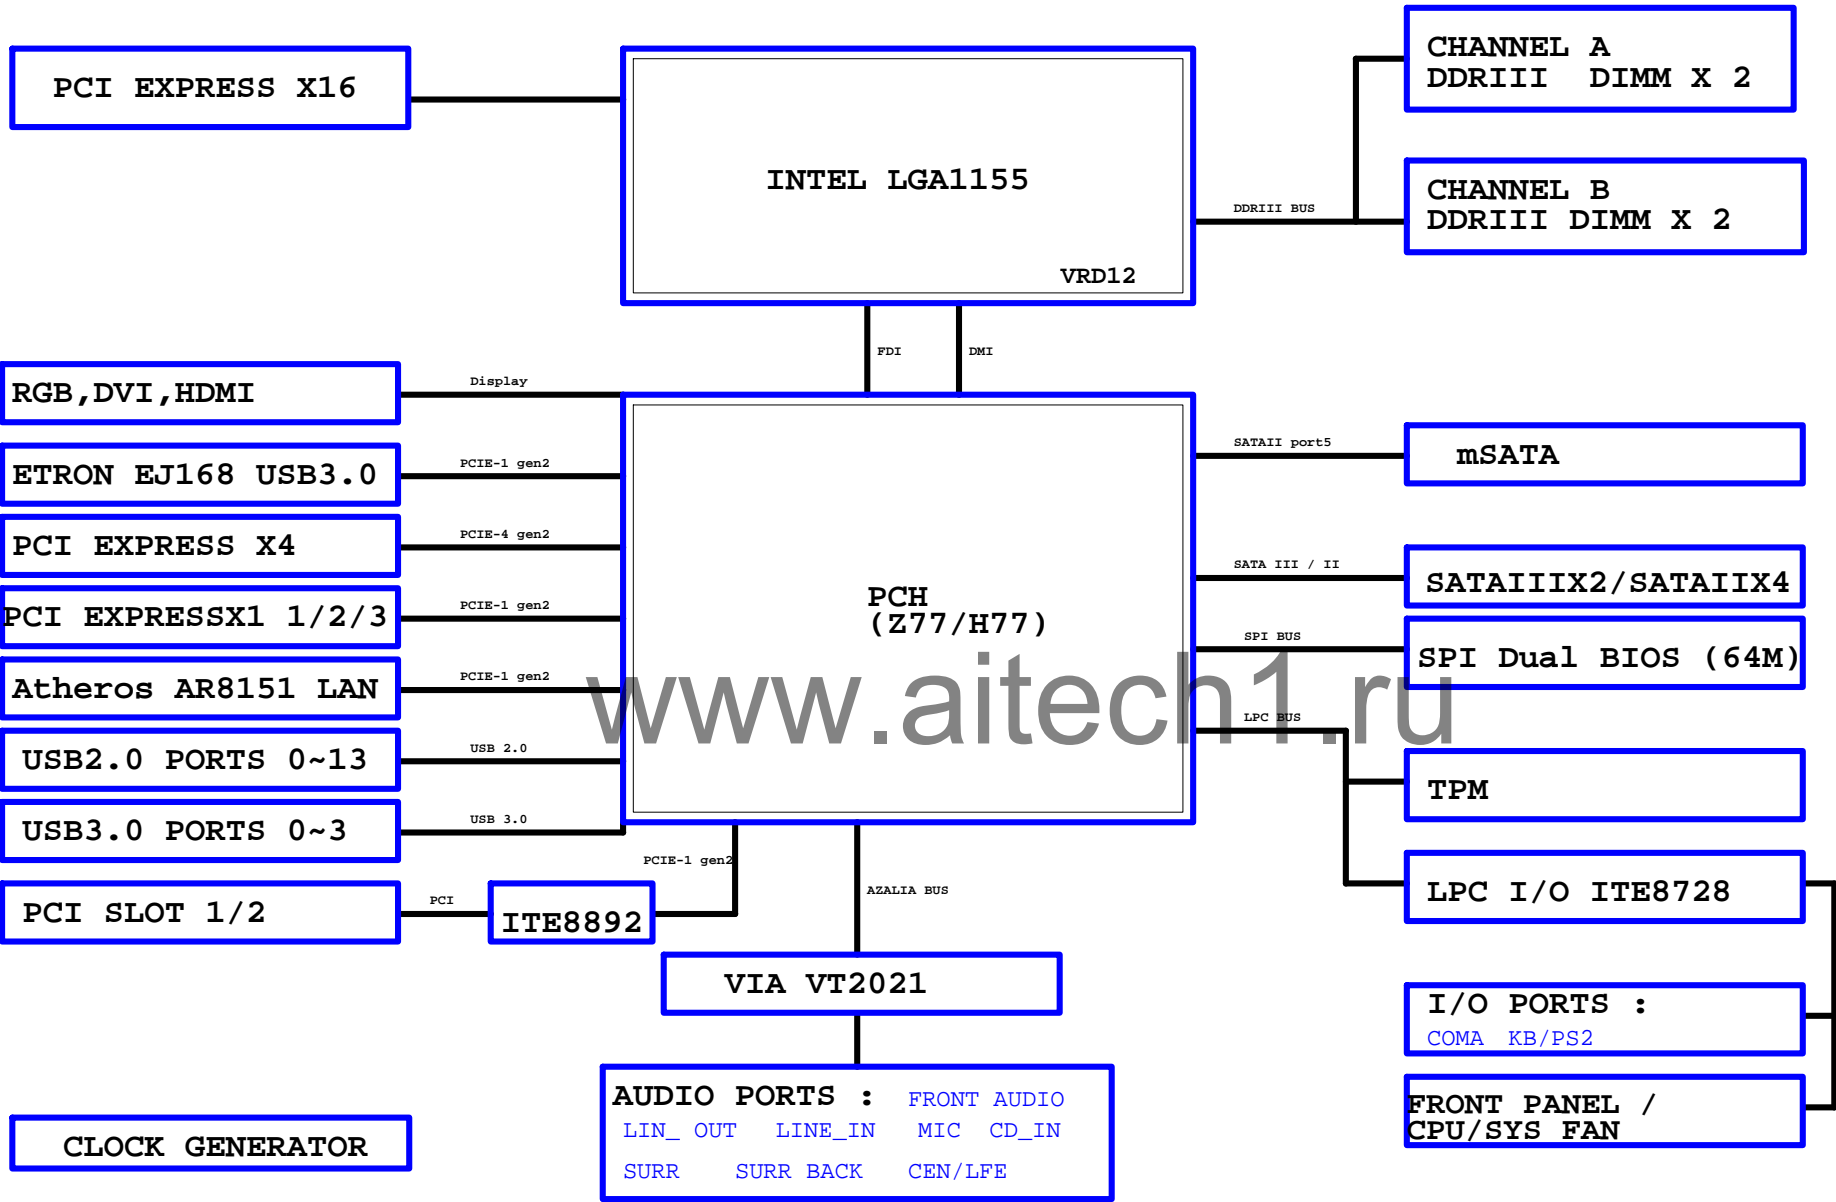 PCI EXPRESS X16
INTEL LGA1155
VRD12
CHANNEL A
DDRIII DIMM X 2
DDRIII BUS
CHANNEL B
DDRIII DIMM X 2
FDI
DMI
RGB,DVI,HDMI
Display
ETRON EJ168 USB3.0
PCIE-1 gen2
PCI EXPRESS X4
PCIE-4 gen2
PCI EXPRESSX1 1/2/3
PCIE-1 gen2
Atheros AR8151 LAN
PCIE-1 gen2
USB2.0 PORTS 0~13
USB 2.0
USB3.0 PORTS 0~3
USB 3.0
PCI SLOT 1/2
PCI
ITE8892
PCIE-1 gen2
PCH
(Z77/H77)
www.aitech1.ru
SATAII port5
mSATA
SATA III / II
SATAIIIX2/SATAIIX4
SPI BUS
SPI Dual BIOS (64M)
LPC BUS
TPM
LPC I/O ITE8728
AZALIA BUS
VIA VT2021
I/O PORTS :
COMA KB/PS2
FRONT PANEL /
CPU/SYS FAN
AUDIO PORTS : FRONT AUDIO
LIN_ OUT LINE_IN MIC CD_IN
SURR SURR BACK CEN/LFE
CLOCK GENERATOR